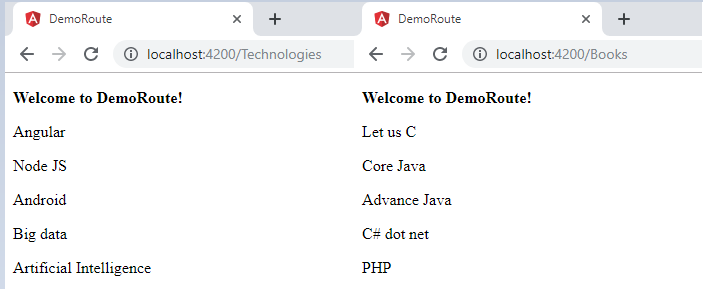 DemoRoute
localhost:4200/Technologies
Welcome to DemoRoute!
Angular
Node JS
Android
Big data
Artificial Intelligence
DemoRoute
localhost:4200/Books
Welcome to DemoRoute!
Let us C
Core Java
Advance Java
C# dot net
PHP